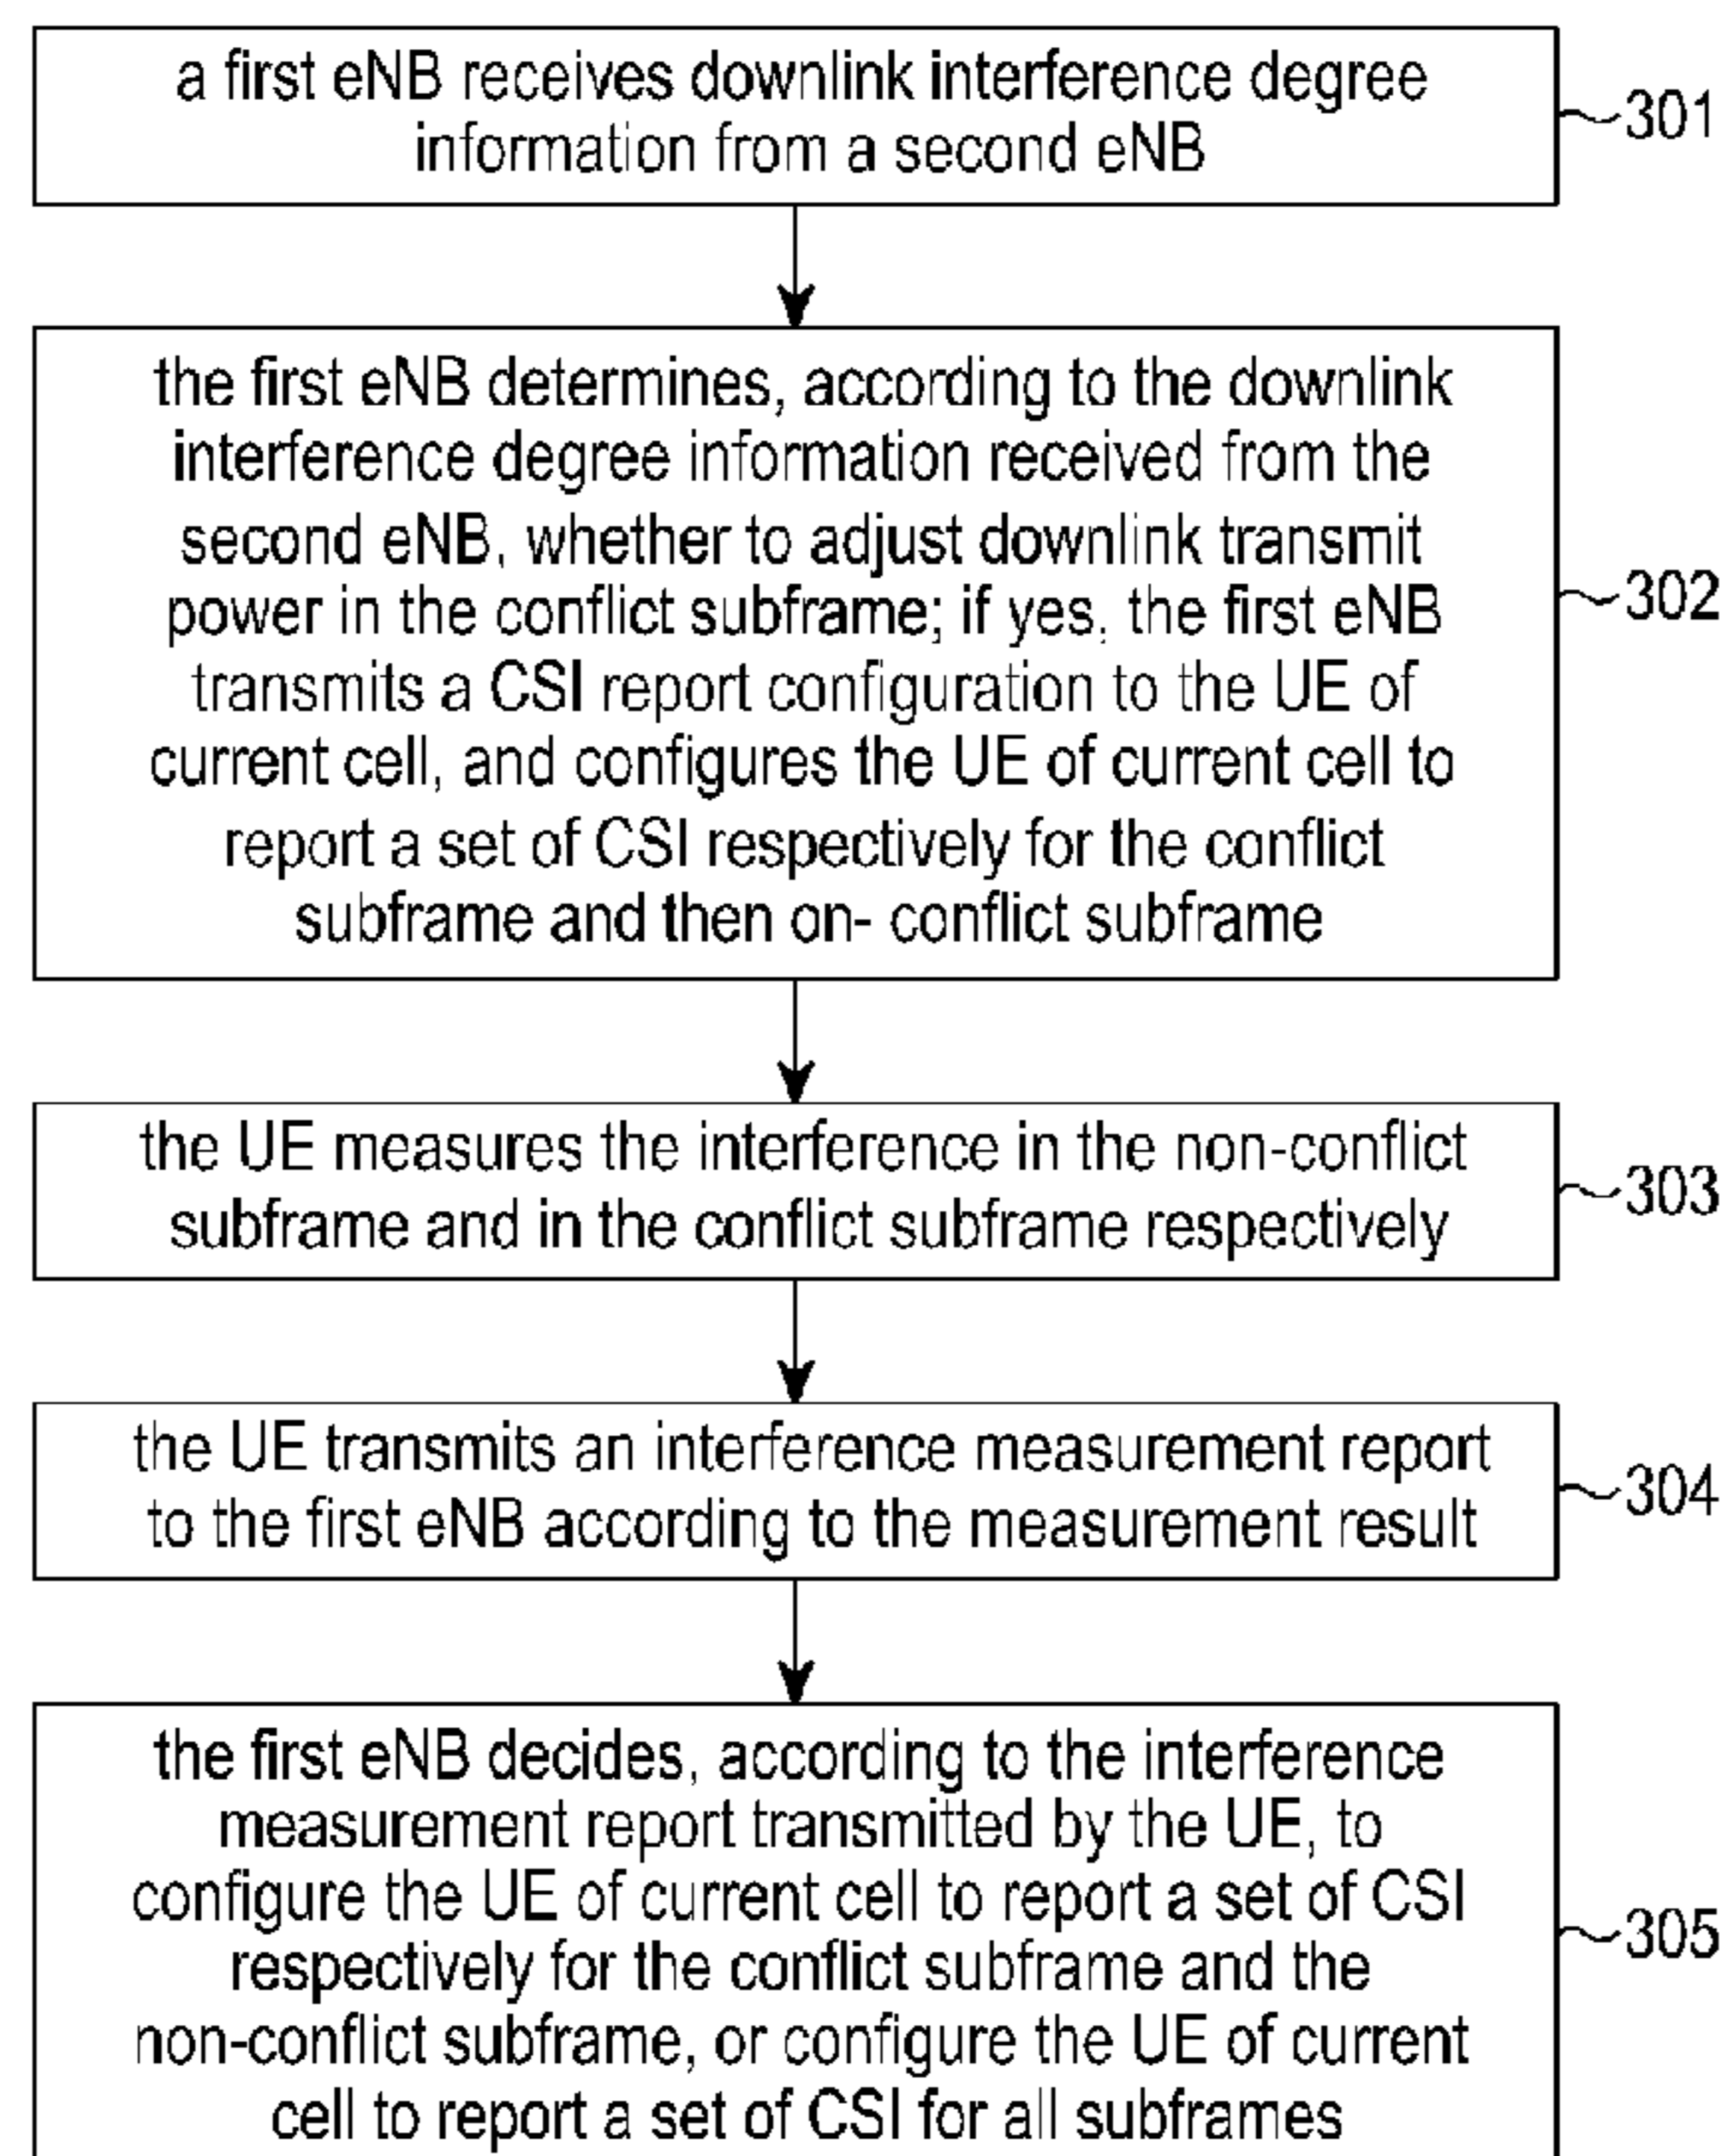 a first eNB receives downlink interference degree
information from a second eNB
301
the first eNB determines, according to the downlink
interference degree information received from the
second eNB, whether to adjust downlink transmit
power in the conflict subframe; if yes, the first eNB
transmits a CSI report configuration to the UE of
current cell, and configures the UE of current cell to
report a set of CSI respectively for the conflict
subframe and then on- conflict subframe
302
the UE measures the interference in the non-conflict
subframe and in the conflict subframe respectively
303
the UE transmits an interference measurement report
to the first eNB according to the measurement result
304
the first eNB decides, according to the interference
measurement report transmitted by the UE, to
configure the UE of current cell to report a set of CSI
respectively for the conflict subframe and the
non-conflict subframe, or configure the UE of current
cell to report a set of CSI for all subframes
305